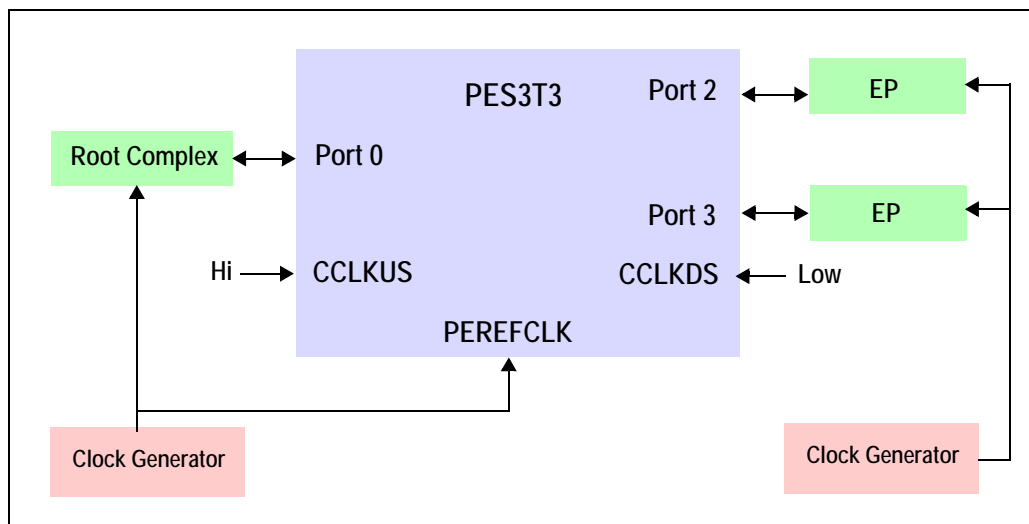 PES3T3
Port 2
EP
Root Complex
Port 0
Port 3
EP
Hi
CCLKUS
CCLKDS
Low
PEREFCLK
Clock Generator
Clock Generator